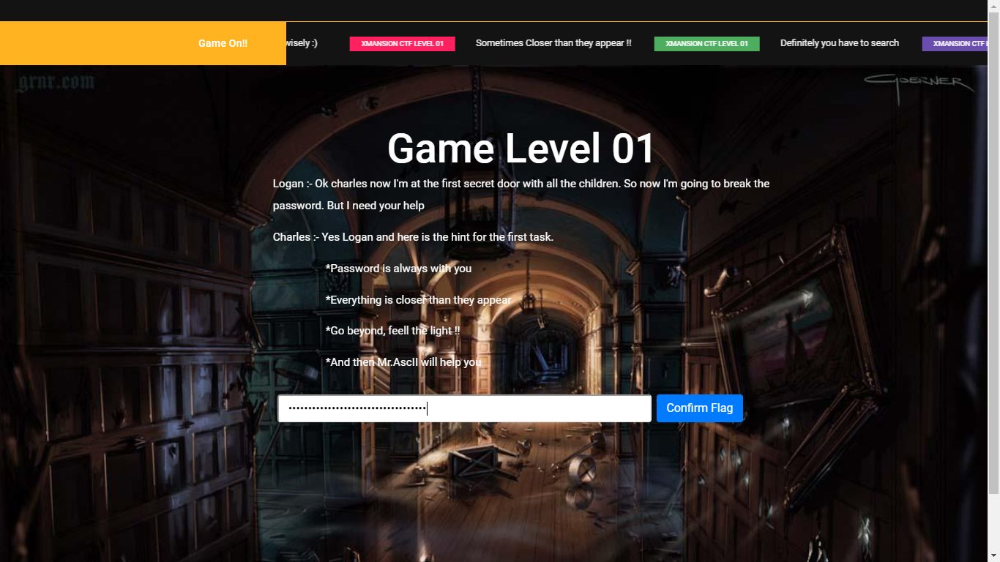 Game On!!
wisely :)
XMANSION CTF LEVEL 01
Sometimes Closer than they appear !!
XMANSION CTF LEVEL 01
Definitely you have to search
XMANSION CTF
grnr.com
GOERNER
Game Level 01
Logan :- Ok charles now I'm at the first secret door with all the children. So now I'm going to break the
password. But I need your help
Charles :- Yes Logan and here is the hint for the first task.
*Password is always with you
*Everything is closer than they appear
*Go beyond, feell the light !!
*And then Mr.AscII will help you
Confirm Flag